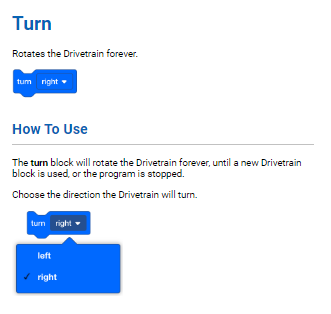 Turn
Rotates the Drivetrain forever.
turn right
How To Use
The turn block will rotate the Drivetrain forever, until a new Drivetrain
block is used, or the program is stopped.
Choose the direction the Drivetrain will turn.
turn right
left
✓ right